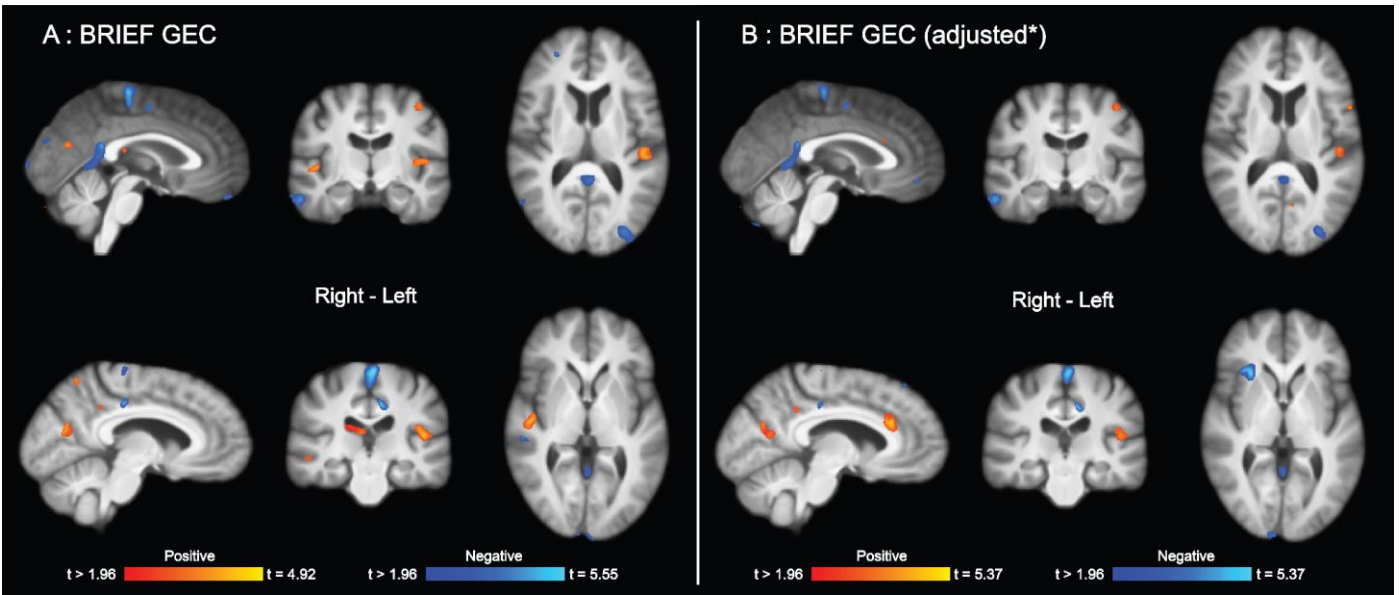 A : BRIEF GEC
Right - Left
Positive
t > 1.96
t = 4.92
Negative
t > 1.96
t = 5.55
B : BRIEF GEC (adjusted*)
Right - Left
Positive
t > 1.96
t = 5.37
Negative
t > 1.96
t = 5.37